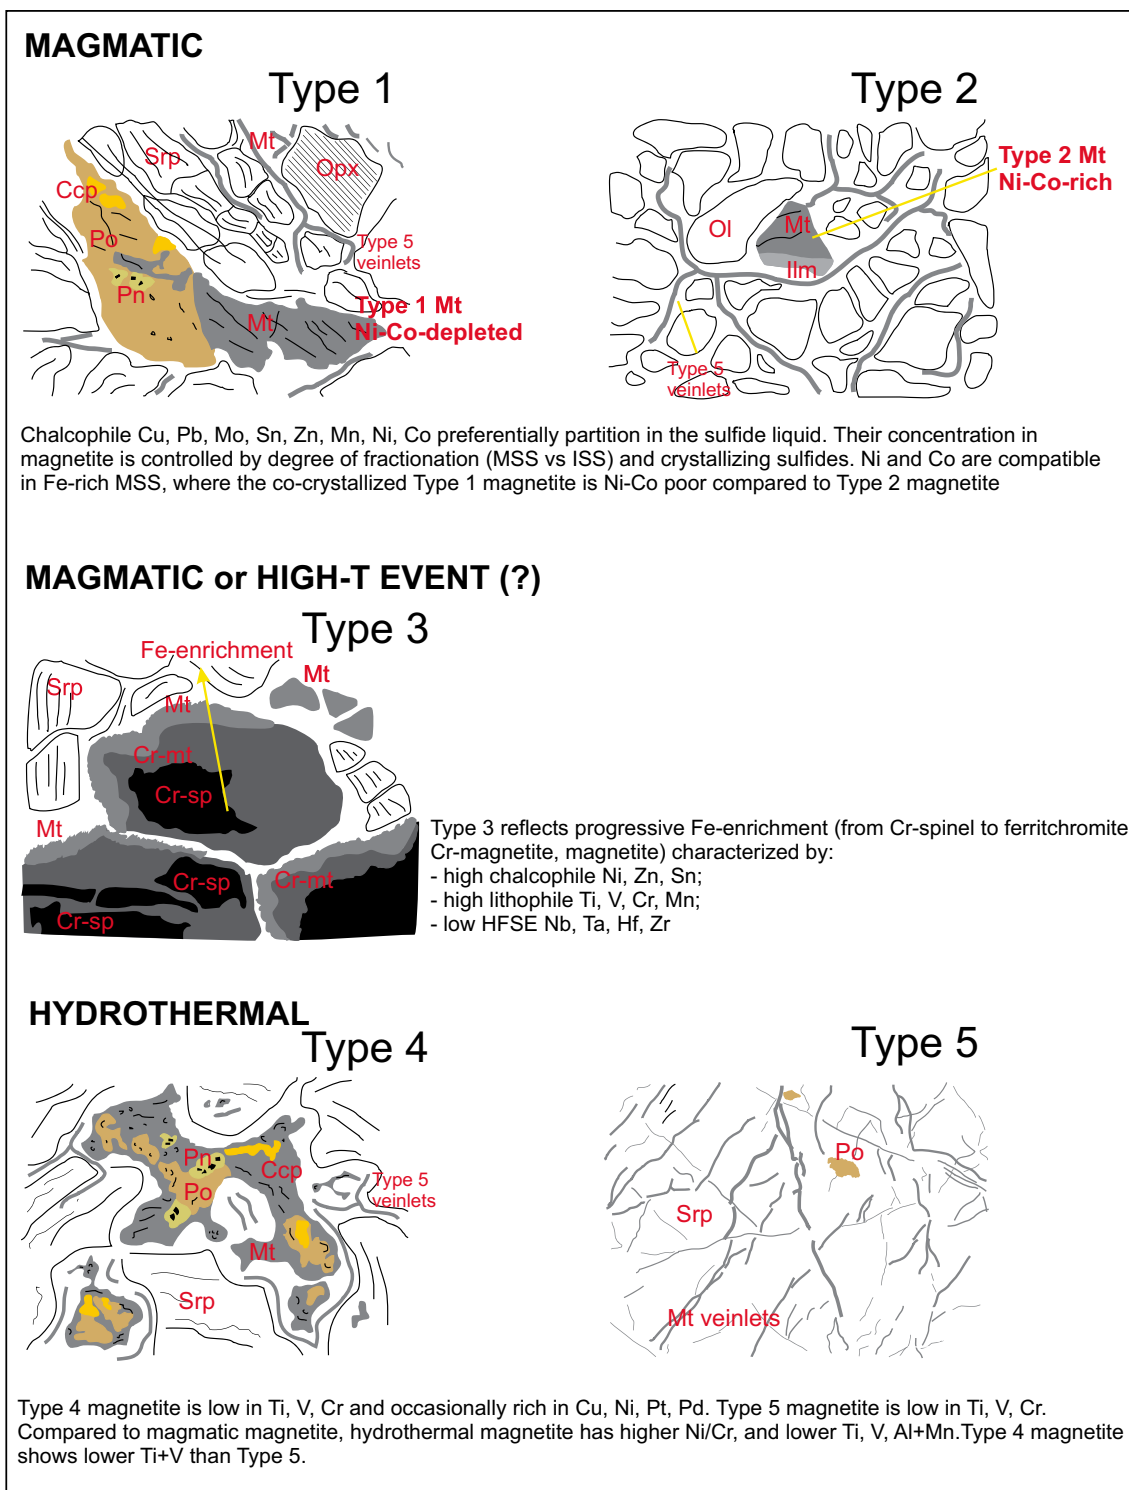 MAGMATIC
Type 1
Type 2
Mt
Srp
Opx
Ccp
Po
Type 5
veinlets
Pn
Mt
Type 1 Mt
Ni-Co-depleted
Type 2 Mt
Ni-Co-rich
Ol
Mt
Ilm
Type 5
veinlets
Chalcophile Cu, Pb, Mo, Sn, Zn, Mn, Ni, Co preferentially partition in the sulfide liquid. Their concentration in
magnetite is controlled by degree of fractionation (MSS vs ISS) and crystallizing sulfides. Ni and Co are compatible
in Fe-rich MSS, where the co-crystallized Type 1 magnetite is Ni-Co poor compared to Type 2 magnetite
MAGMATIC or HIGH-T EVENT (?)
Type 3
Fe-enrichment
Mt
Srp
Mt
Cr-mt
Cr-sp
Mt
Cr-sp
Cr-mt
Cr-sp
Type 3 reflects progressive Fe-enrichment (from Cr-spinel to ferritchromite
Cr-magnetite, magnetite) characterized by:
- high chalcophile Ni, Zn, Sn;
- high lithophile Ti, V, Cr, Mn;
- low HFSE Nb, Ta, Hf, Zr
HYDROTHERMAL
Type 4
Type 5
Pn
Ccp
Po
Type 5
veinlets
Mt
Srp
Po
Srp
Mt veinlets
Type 4 magnetite is low in Ti, V, Cr and occasionally rich in Cu, Ni, Pt, Pd. Type 5 magnetite is low in Ti, V, Cr.
Compared to magmatic magnetite, hydrothermal magnetite has higher Ni/Cr, and lower Ti, V, Al+Mn.Type 4 magnetite
shows lower Ti+V than Type 5.